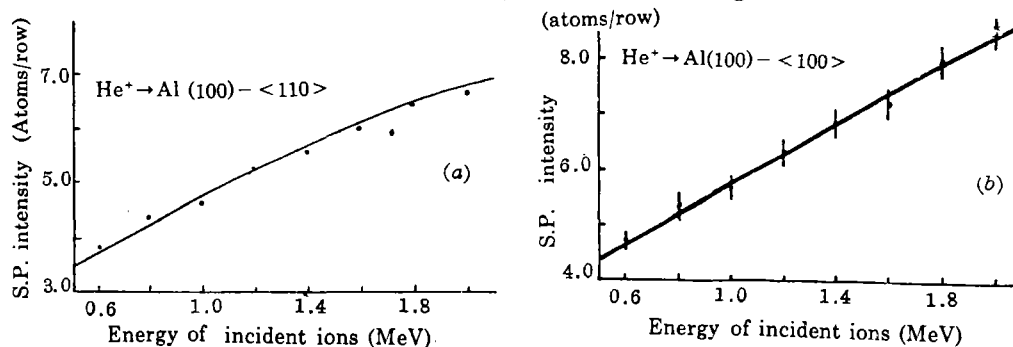 S.P. intensity (Atoms/row)
7.0
5.0
3.0
He⁺→Al (100)−<110>
(a)
0.6 1.0 1.4 1.8
Energy of incident ions (MeV)
(atoms/row)
S.P. intensity
8.0
6.0
4.0
He⁺→Al(100)−<100>
(b)
0.6 1.0 1.4 1.8
Energy of incident ions (MeV)